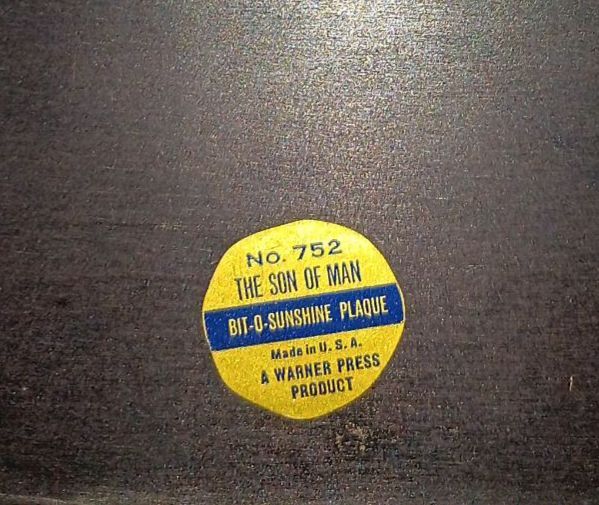 No. 752
THE SON OF MAN
BIT-O-SUNSHINE PLAQUE
Made in U. S. A.
A WARNER PRESS
PRODUCT